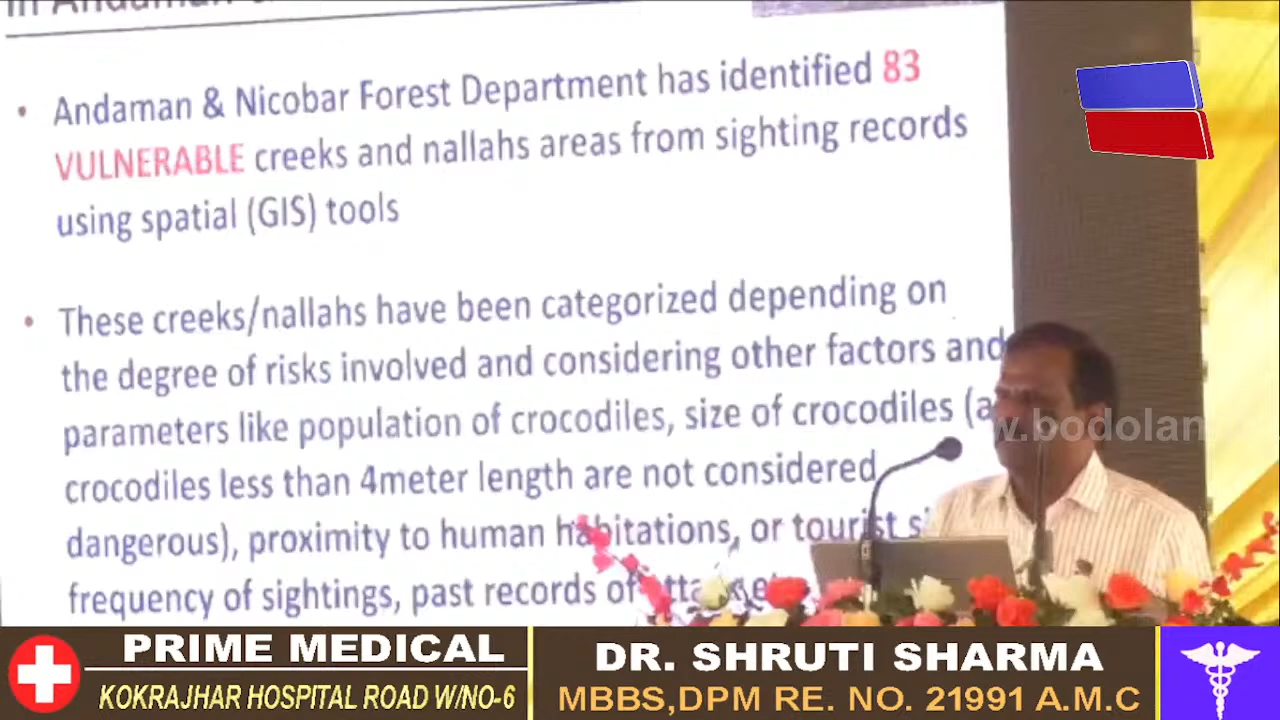 in Andaman
• Andaman & Nicobar Forest Department has identified 83
VULNERABLE creeks and nallahs areas from sighting records
using spatial (GIS) tools
• These creeks/nallahs have been categorized depending on
the degree of risks involved and considering other factors and
parameters like population of crocodiles, size of crocodiles (a
crocodiles less than 4meter length are not considered
dangerous), proximity to human habitations, or tourist s
frequency of sightings, past records of
w.bodolan
PRIME MEDICAL
KOKRAJHAR HOSPITAL ROAD W/NO-6
DR. SHRUTI SHARMA
MBBS,DPM RE. NO. 21991 A.M.C